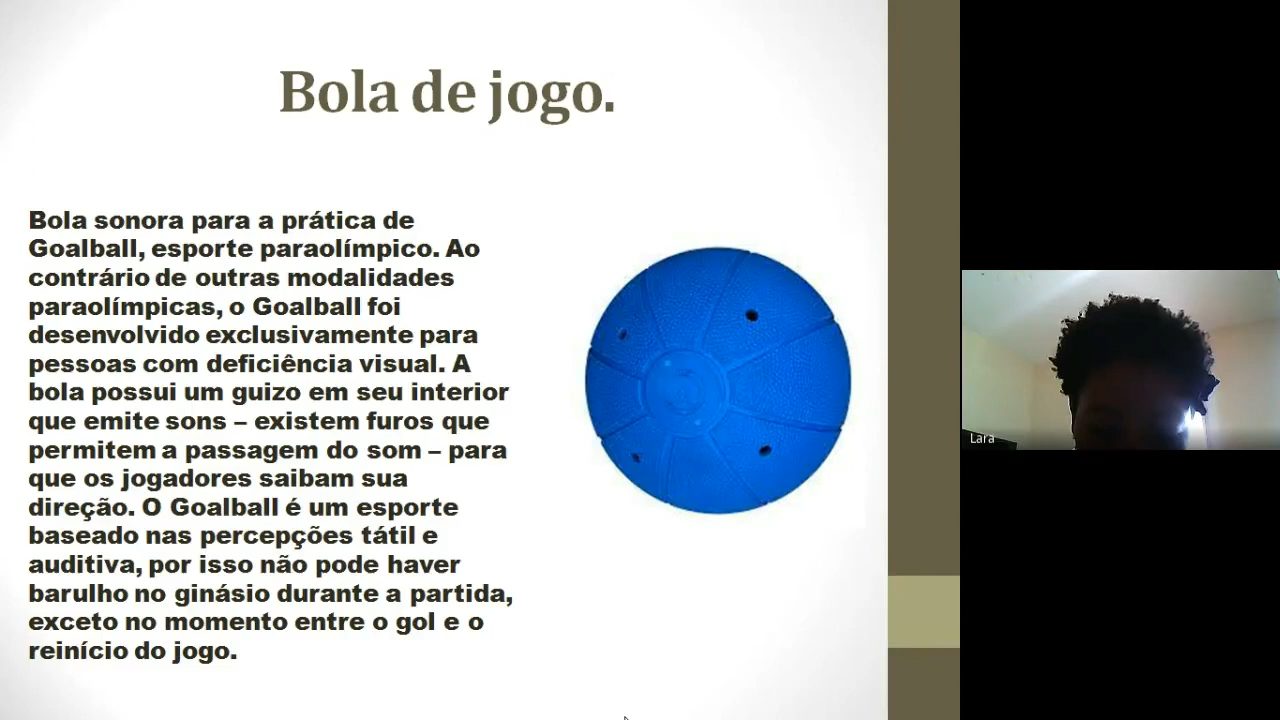 Bola de jogo.
Bola sonora para a prática de
Goalball, esporte paraolímpico. Ao
contrário de outras modalidades
paraolímpicas, o Goalball foi
desenvolvido exclusivamente para
pessoas com deficiência visual. A
bola possui um guizo em seu interior
que emite sons – existem furos que
permitem a passagem do som – para
que os jogadores saibam sua
direção. O Goalball é um esporte
baseado nas percepções tátil e
auditiva, por isso não pode haver
barulho no ginásio durante a partida,
exceto no momento entre o gol e o
reinício do jogo.
Lara